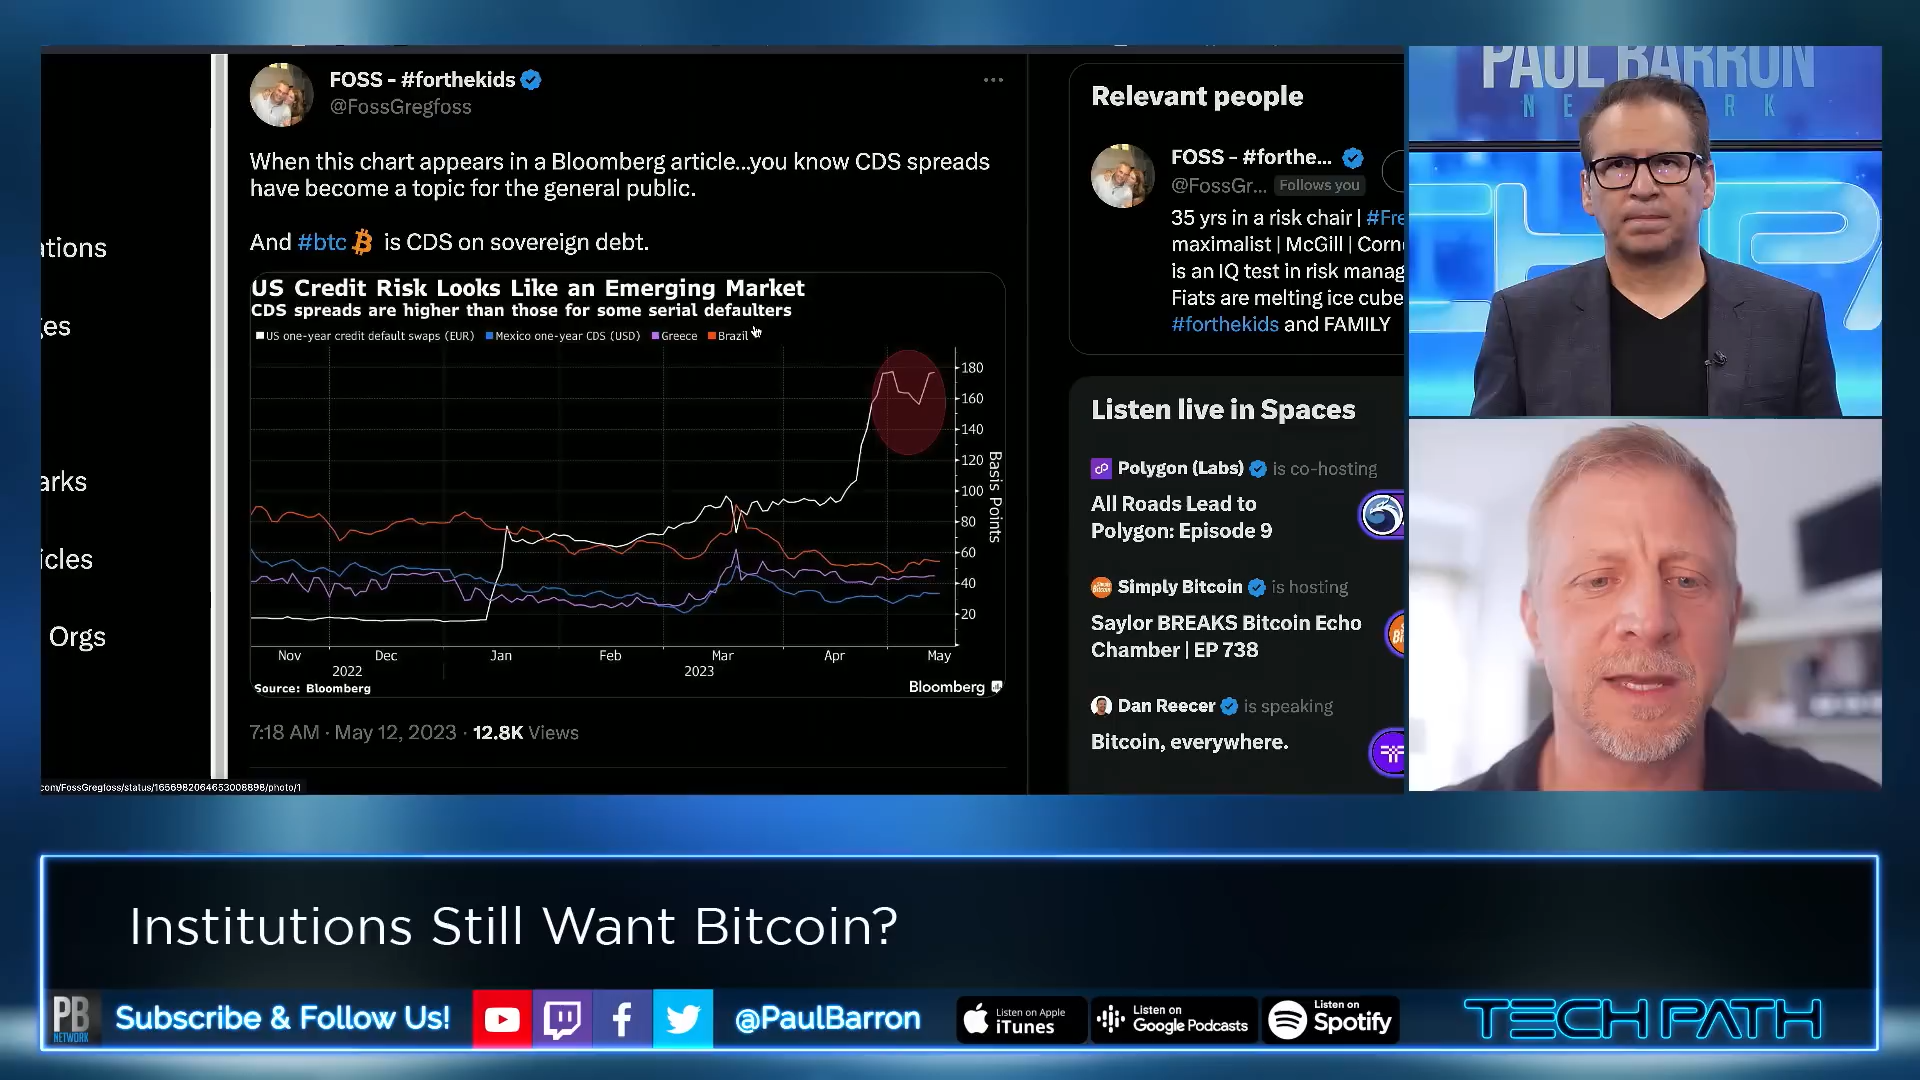 FOSS - #forthekids
@FossGregfoss
When this chart appears in a Bloomberg article...you know CDS spreads
have become a topic for the general public.
And #btc is CDS on sovereign debt.
US Credit Risk Looks Like an Emerging Market
CDS spreads are higher than those for some serial defaulters
US one-year credit default swaps (EUR) Mexico one-year CDS (USD) Greece Brazil
180
160
140
120
100
80
60
40
20
Basis Points
Nov Dec Jan Feb Mar Apr May
2022 2023
Source: Bloomberg
Bloomberg
7:18 AM · May 12, 2023 · 12.8K Views
com/FossGregfoss/status/1656982064653008898/photo/1
ations
es
arks
icles
Orgs
Relevant people
FOSS - #forthe...
@FossGr... Follows you
35 yrs in a risk chair | #Fre
maximalist | McGill | Corn
is an IQ test in risk manag
Fiats are melting ice cube
#forthekids and FAMILY
Listen live in Spaces
Polygon (Labs) is co-hosting
All Roads Lead to
Polygon: Episode 9
Simply Bitcoin is hosting
Saylor BREAKS Bitcoin Echo
Chamber | EP 738
Dan Reecer is speaking
Bitcoin, everywhere.
PAUL BARRON
Institutions Still Want Bitcoin?
PB
NETWORK
Subscribe & Follow Us!
@PaulBarron
Listen on Apple
iTunes
Listen on
Google Podcasts
Listen on
Spotify
TECH PATH